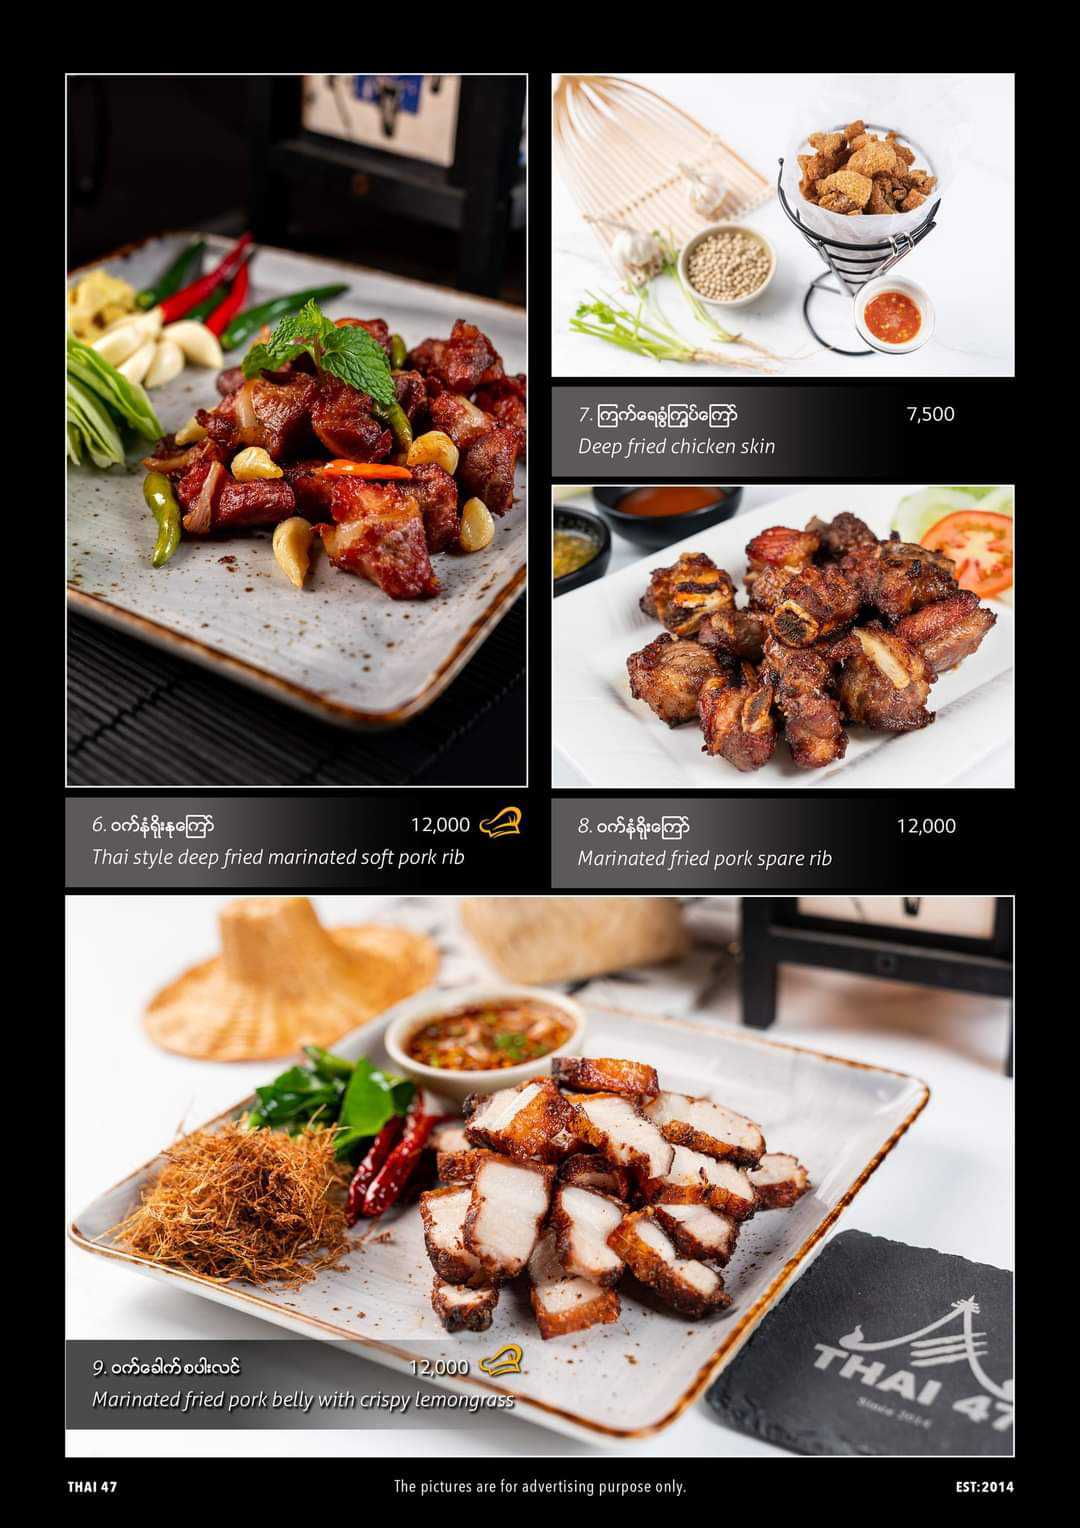 7. ကြက်ရေခွံကြွပ်ကြော် 7,500
Deep fried chicken skin
6. ဝက်နံရိုးနုကြော် 12,000
Thai style deep fried marinated soft pork rib
8. ဝက်နံရိုးကြော် 12,000
Marinated fried pork spare rib
9. ဝက်ခေါက်စပါးလင် 12,000
Marinated fried pork belly with crispy lemongrass
THAI 47
Since 2014
THAI 47 The pictures are for advertising purpose only. EST:2014